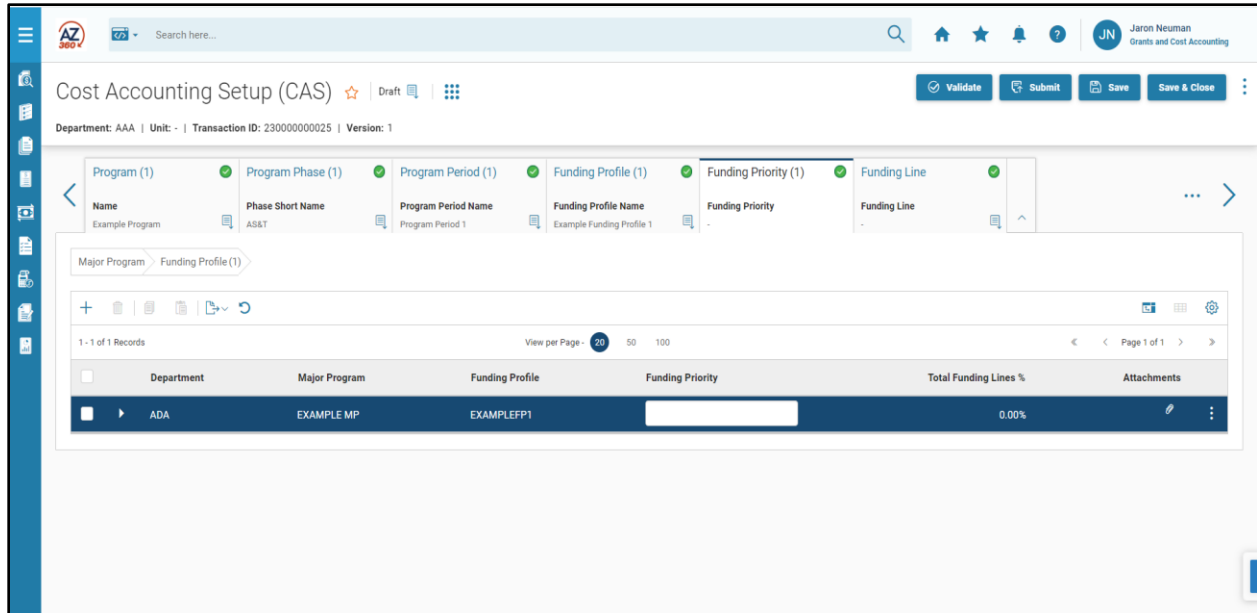 AZ
360
Search here...
JN
Jaron Neuman
Grants and Cost Accounting
Cost Accounting Setup (CAS)
Draft
Validate
Submit
Save
Save & Close
Department: AAA | Unit: - | Transaction ID: 230000000025 | Version: 1
Program (1)
Name
Example Program
Program Phase (1)
Phase Short Name
AS&T
Program Period (1)
Program Period Name
Program Period 1
Funding Profile (1)
Funding Profile Name
Example Funding Profile 1
Funding Priority (1)
Funding Priority
-
Funding Line
Funding Line
-
Major Program
Funding Profile (1)
1 - 1 of 1 Records
View per Page - 20 50 100
Page 1 of 1
Department Major Program Funding Profile Funding Priority Total Funding Lines % Attachments
ADA EXAMPLE MP EXAMPLEFP1 0.00%